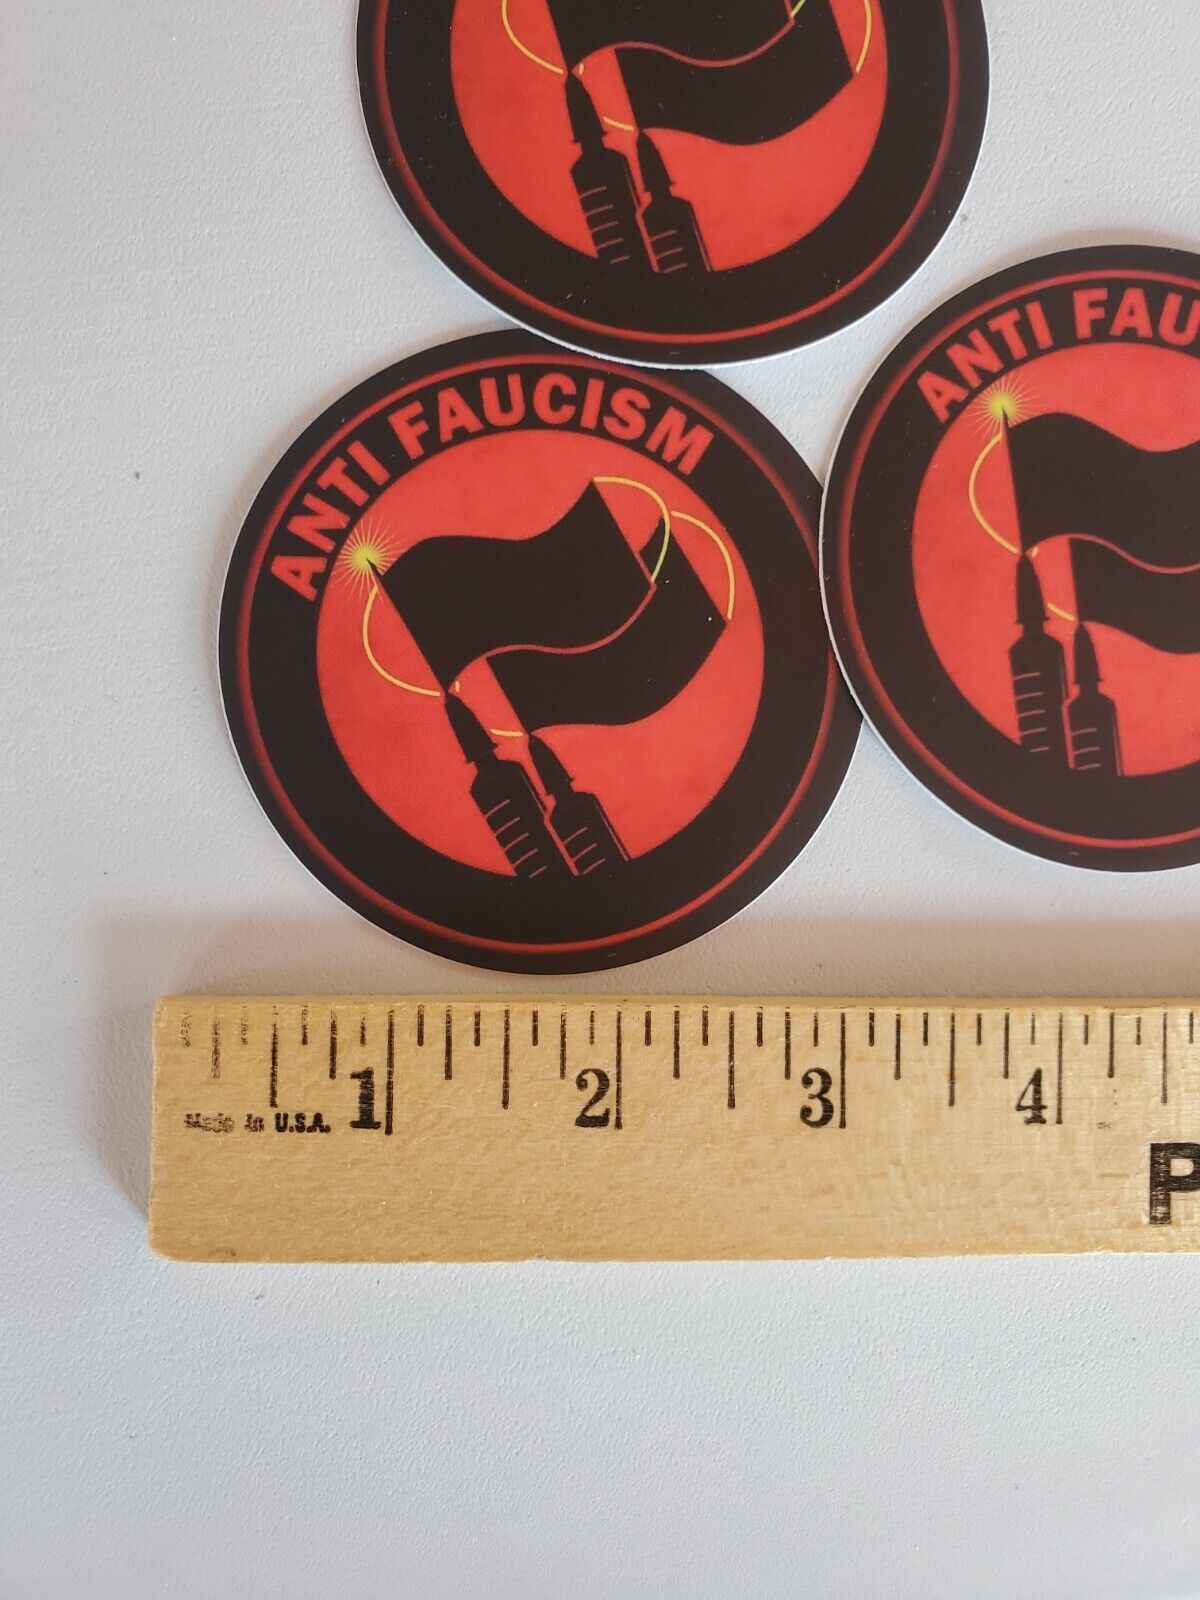 ANTI FAU
ANTI FAUCISM
1 2 3 4
Made in U.S.A.
P